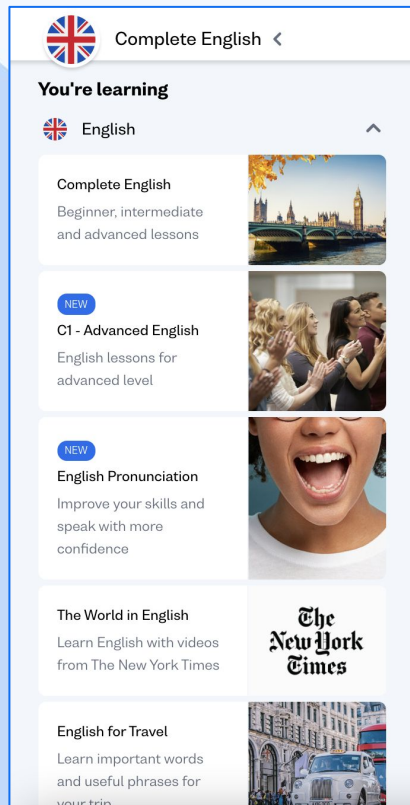 Complete English
You're learning
English
Complete English
Beginner, intermediate
and advanced lessons
NEW
C1 - Advanced English
English lessons for
advanced level
NEW
English Pronunciation
Improve your skills and
speak with more
confidence
The World in English
Learn English with videos
from The New York Times
The
New York
Times
English for Travel
Learn important words
and useful phrases for
your trip